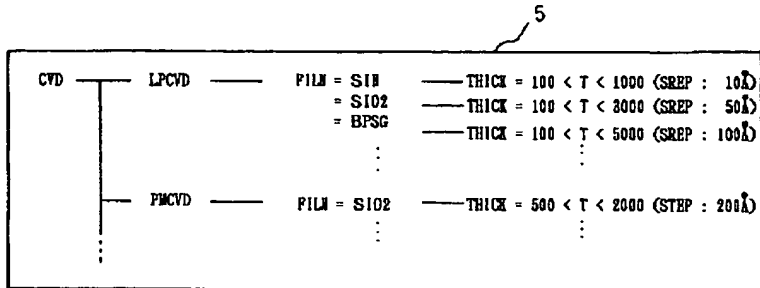 5
CVD LPCVD FILM = SIN THICK = 100 < T < 1000 (SREP : 10Å)
= SIO2 THICK = 100 < T < 3000 (SREP : 50Å)
= BPSG THICK = 100 < T < 5000 (SREP : 100Å)
PMCVD FILM = SIO2 THICK = 500 < T < 2000 (STEP : 200Å)